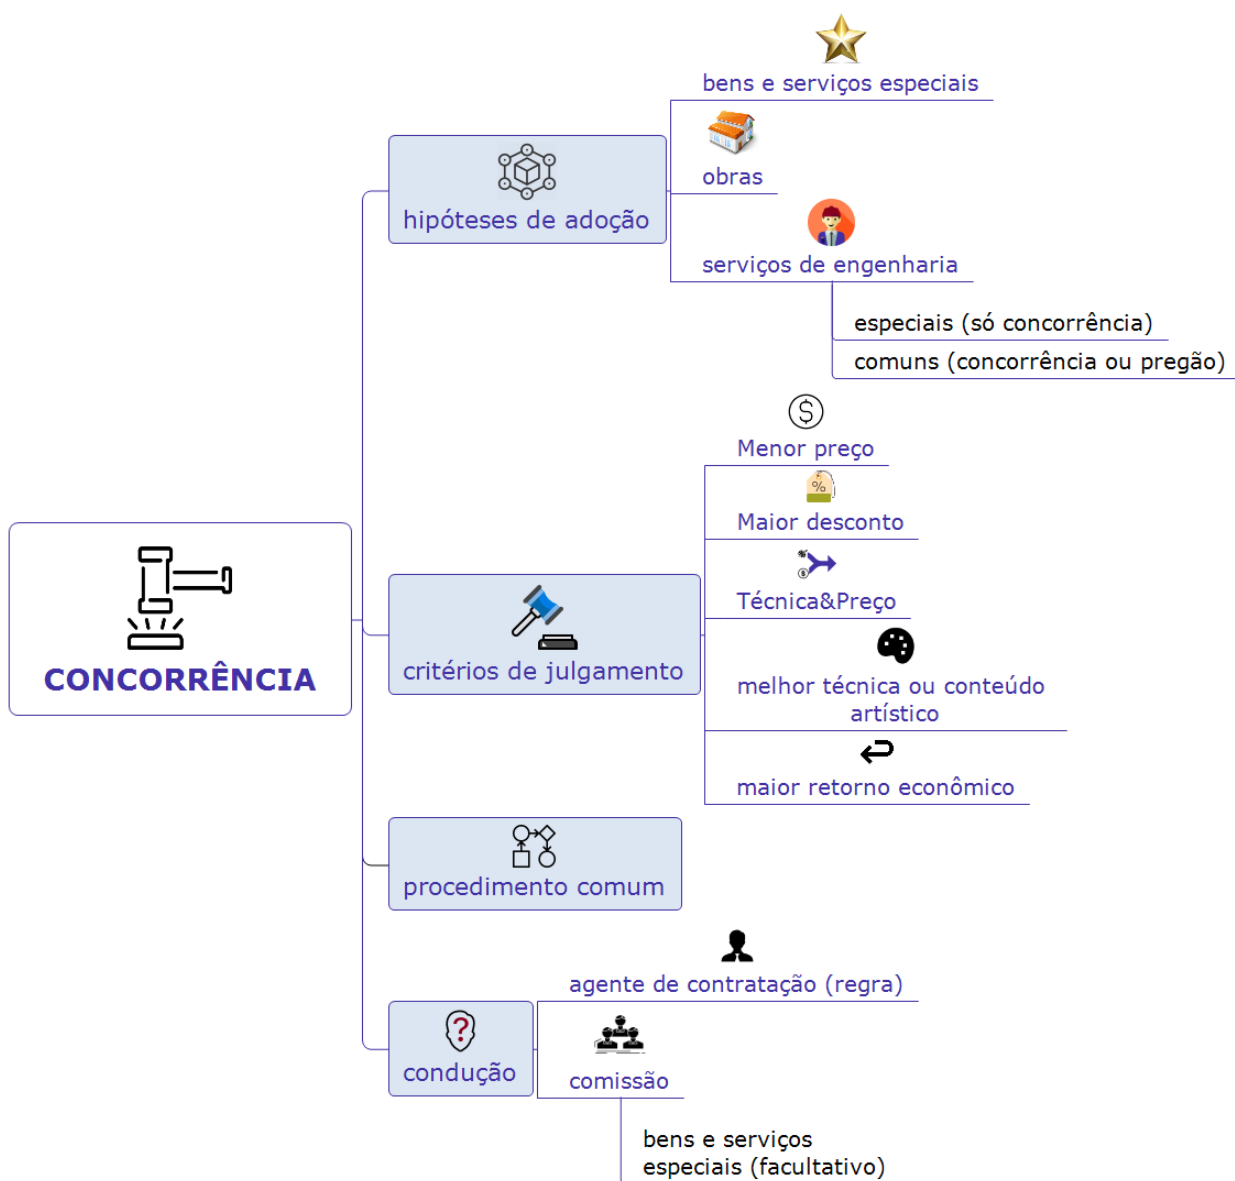 CONCORRÊNCIA
hipóteses de adoção
bens e serviços especiais
obras
serviços de engenharia
especiais (só concorrência)
comuns (concorrência ou pregão)
critérios de julgamento
$
Menor preço
%
Maior desconto
$
Técnica&Preço
melhor técnica ou conteúdo
artístico
maior retorno econômico
procedimento comum
?
condução
agente de contratação (regra)
comissão
bens e serviços
especiais (facultativo)